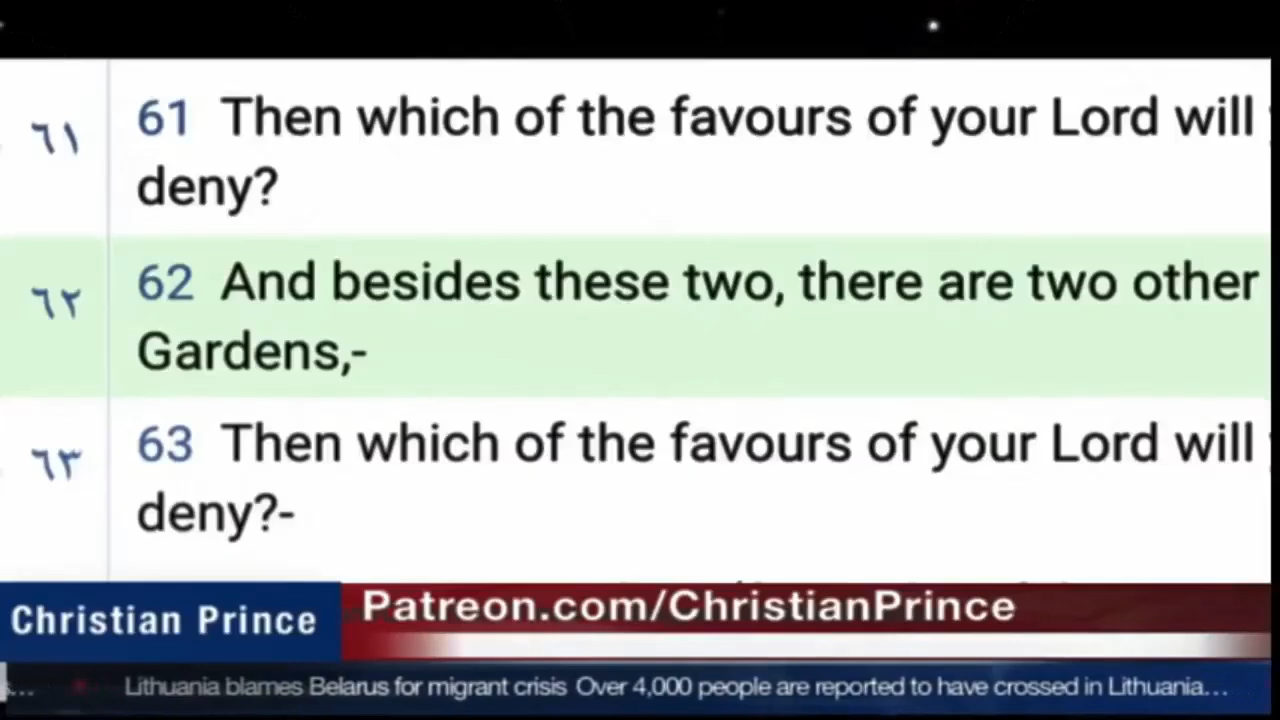 ٦١ 61 Then which of the favours of your Lord will
deny?
٦٢ 62 And besides these two, there are two other
Gardens,-
٦٣ 63 Then which of the favours of your Lord will
deny?-
Christian Prince
Patreon.com/ChristianPrince
Lithuania blames Belarus for migrant crisis Over 4,000 people are reported to have crossed in Lithuania...